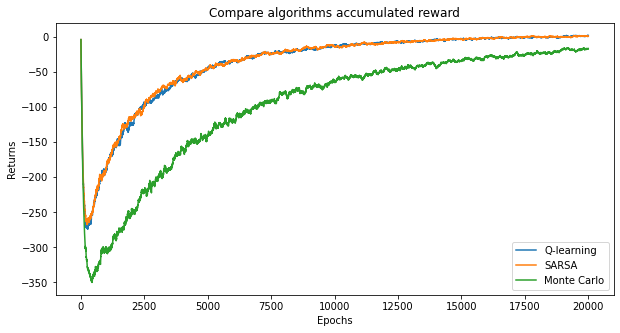 Compare algorithms accumulated reward
Returns
0
−50
−100
−150
−200
−250
−300
−350
0 2500 5000 7500 10000 12500 15000 17500 20000
Epochs
Q-learning
SARSA
Monte Carlo